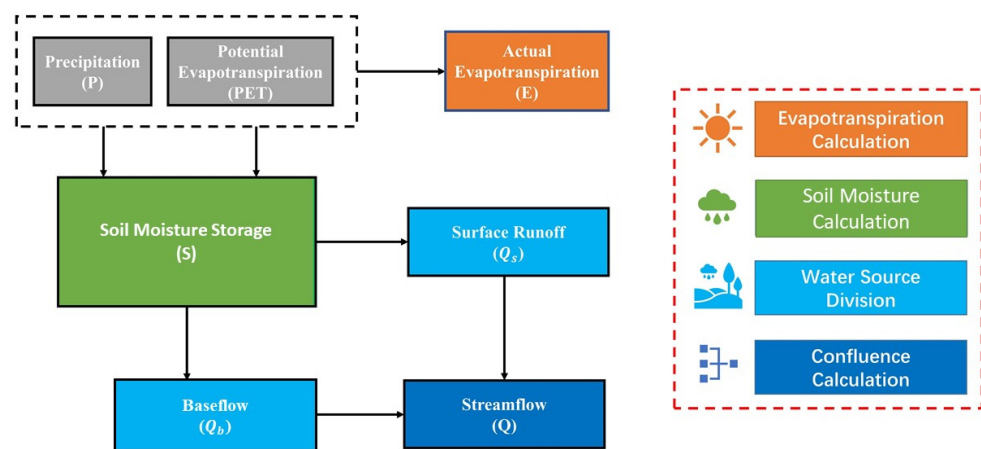 Precipitation
(P)
Potential
Evapotranspiration
(PET)
Actual
Evapotranspiration
(E)
Soil Moisture Storage
(S)
Surface Runoff
(Qₛ)
Baseflow
(Q_b)
Streamflow
(Q)
Evapotranspiration
Calculation
Soil Moisture
Calculation
Water Source
Division
Confluence
Calculation